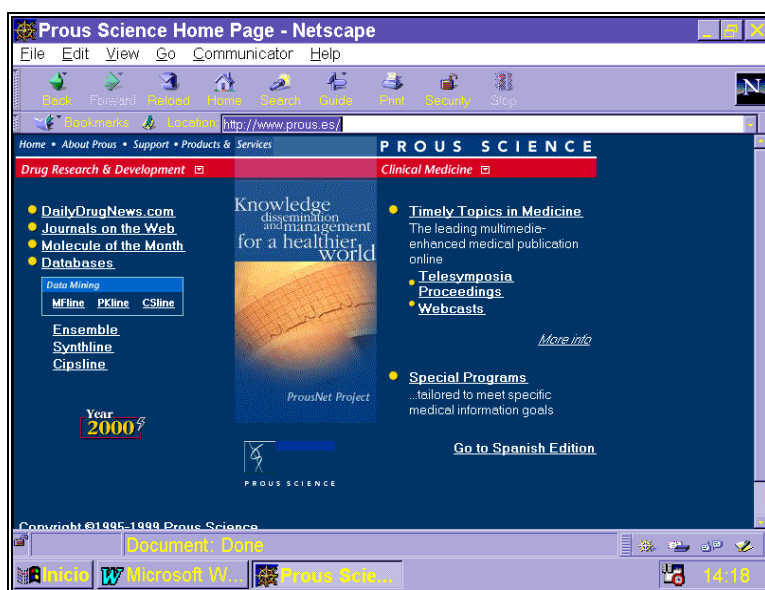 Prous Science Home Page - Netscape
File Edit View Go Communicator Help
Back Forward Reload Home Search Guide Print Security Stop
N
Bookmarks Location: http://www.prous.es/
Home • About Prous • Support • Products & Services
PROUS SCIENCE
Drug Research & Development
Clinical Medicine
DailyDrugNews.com
Journals on the Web
Molecule of the Month
Databases
Data Mining
MFline PKline CSline
Ensemble
Synthline
Cipsline
Year
2000
Knowledge
dissemination
and management
for a healthier
world
ProusNet Project
PROUS SCIENCE
Timely Topics in Medicine
The leading multimedia-
enhanced medical publication
online
Telesymposia
Proceedings
Webcasts
More info
Special Programs
...tailored to meet specific
medical information goals
Go to Spanish Edition
Copyright ©1995-1999 Prous Science
Document: Done
Inicio Microsoft W... Prous Scie... 14:18